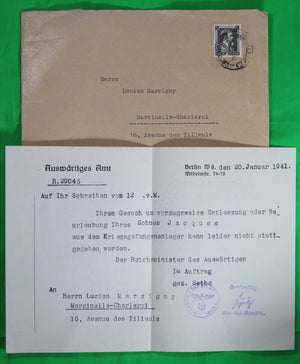 Herrn
Lucien Marsigny
Marcinelle-Charleroi
16, Avenue des Tilleuls
Auswärtiges Amt
R.29046
Berlin W 8, den 20. Januar 1941.
Wilhelmstr. 74-76
Auf Ihr Schreiben vom 12 .v.M.
Ihrem Gesuch um vorzugsweise Entlassung oder Be
urlaubung Ihres Sohnes Jacques
aus dem Kriegsgefangenenlager kann leider nicht statt
gegeben werden.
Der Reichsminister des Auswärtigen
Im Auftrag
gez. Sethe
An Herrn Lucien Marsigny
Marcinelle-Charleroi
16, Avenue des Tilleuls